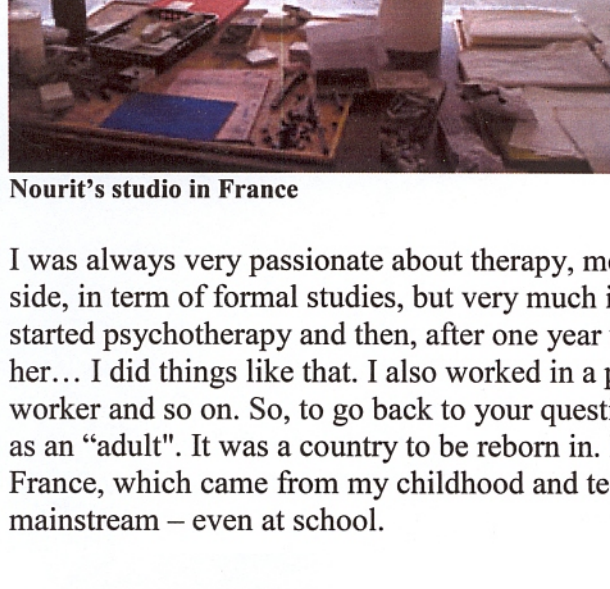 Nourit's studio in France
I was always very passionate about therapy,
side, in term of formal studies, but very much
started psychotherapy and then, after one year
her… I did things like that. I also worked in a
worker and so on. So, to go back to your
as an “adult". It was a country to be reborn in.
France, which came from my childhood and
mainstream – even at school.